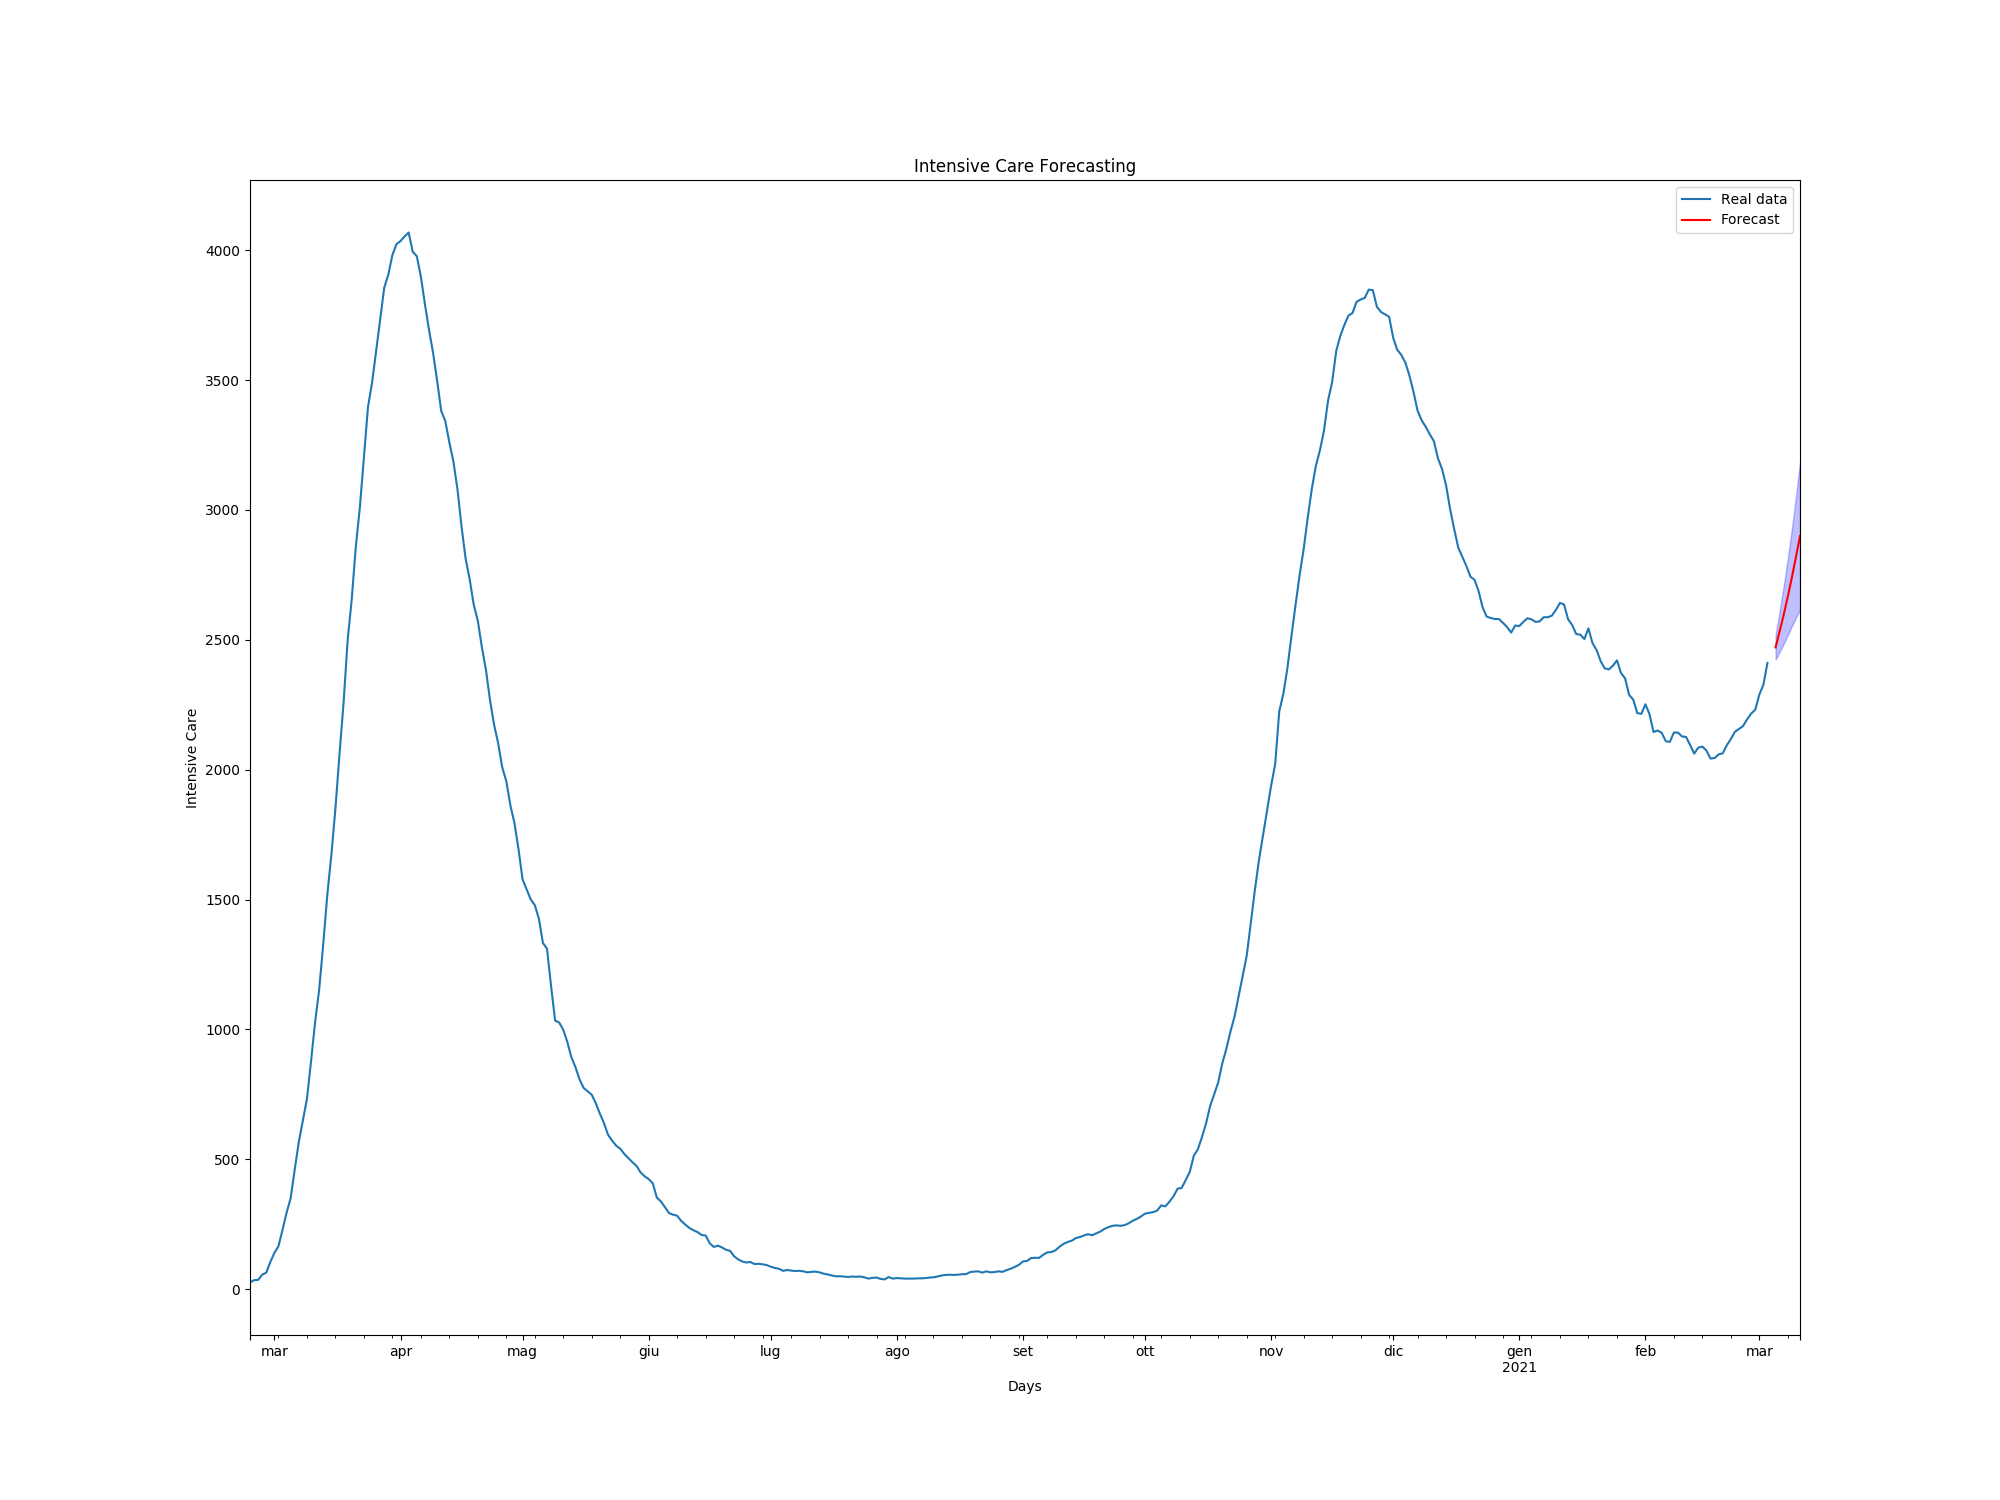 Intensive Care Forecasting
Real data
Forecast
4000
3500
3000
2500
2000
1500
1000
500
0
Intensive Care
mar apr mag giu lug ago set ott nov dic gen feb mar
2021
Days